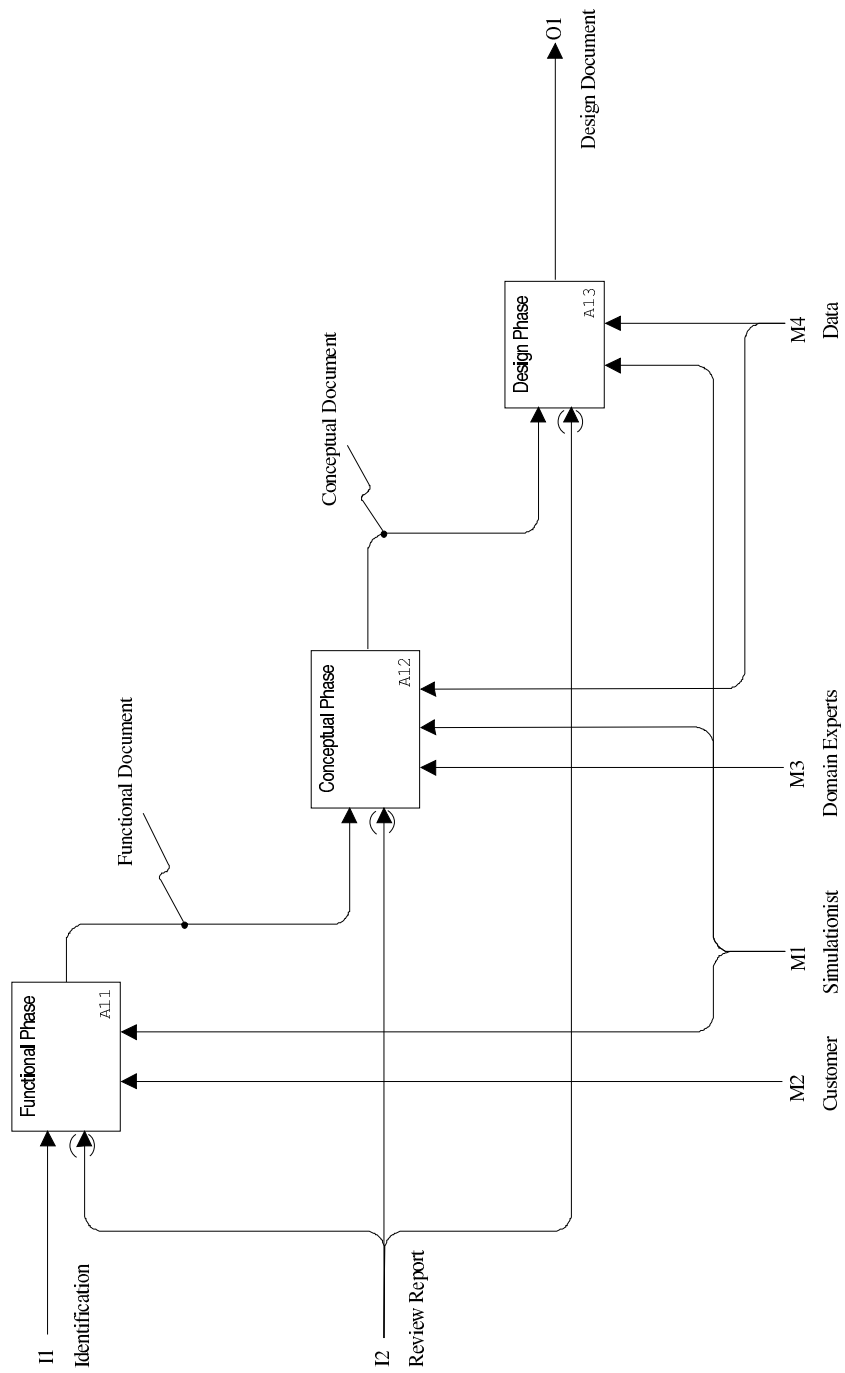 I1
Identification
I2
Review Report
Functional Phase
A11
Functional Document
Conceptual Phase
A12
Conceptual Document
Design Phase
A13
O1
Design Document
M2
Customer
M1
Simulationist
M3
Domain Experts
M4
Data